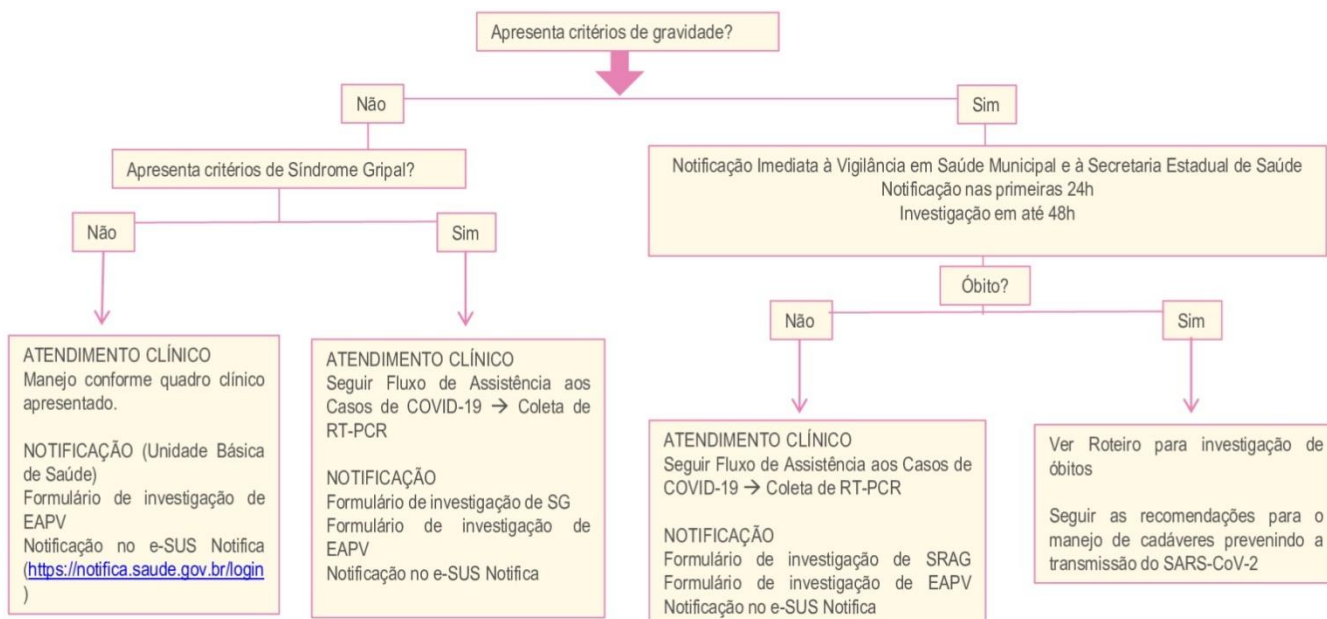 Apresenta critérios de gravidade?
Não
Sim
Apresenta critérios de Síndrome Gripal?
Notificação Imediata à Vigilância em Saúde Municipal e à Secretaria Estadual de Saúde
Notificação nas primeiras 24h
Investigação em até 48h
Não
Sim
Óbito?
Não
Sim
ATENDIMENTO CLÍNICO
Manejo conforme quadro clínico
apresentado.
NOTIFICAÇÃO (Unidade Básica
de Saúde)
Formulário de investigação de
EAPV
Notificação no e-SUS Notifica
(https://notifica.saude.gov.br/login
)
ATENDIMENTO CLÍNICO
Seguir Fluxo de Assistência aos
Casos de COVID-19 → Coleta de
RT-PCR
NOTIFICAÇÃO
Formulário de investigação de SG
Formulário de investigação de
EAPV
Notificação no e-SUS Notifica
ATENDIMENTO CLÍNICO
Seguir Fluxo de Assistência aos Casos de
COVID-19 → Coleta de RT-PCR
NOTIFICAÇÃO
Formulário de investigação de SRAG
Formulário de investigação de EAPV
Notificação no e-SUS Notifica
Ver Roteiro para investigação de
óbitos
Seguir as recomendações para o
manejo de cadáveres prevenindo a
transmissão do SARS-CoV-2